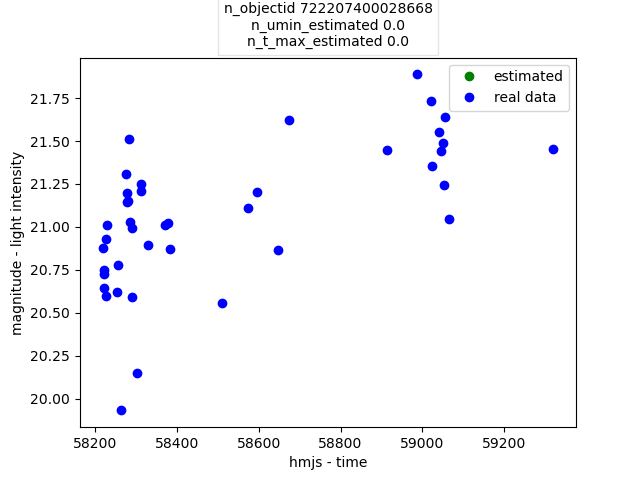 n_objectid 722207400028668
n_umin_estimated 0.0
n_t_max_estimated 0.0
estimated
real data
magnitude - light intensity
21.75
21.50
21.25
21.00
20.75
20.50
20.25
20.00
58200 58400 58600 58800 59000 59200
hmjs - time